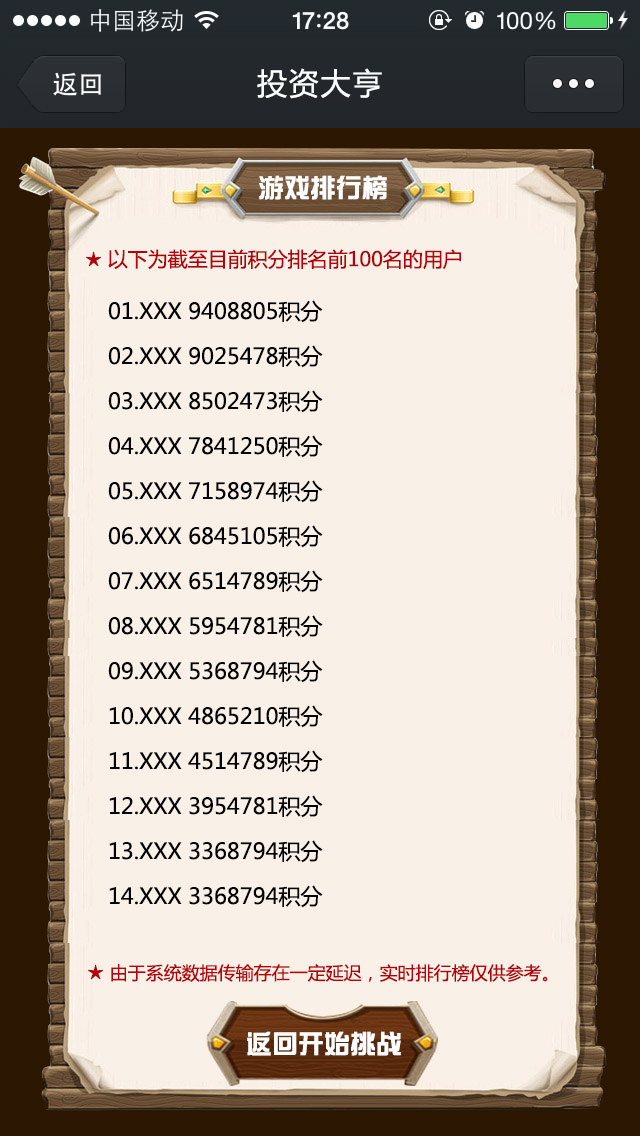 中国移动 17:28 100%
返回 投资大亨
游戏排行榜
★ 以下为截至目前积分排名前100名的用户
01.XXX 9408805积分
02.XXX 9025478积分
03.XXX 8502473积分
04.XXX 7841250积分
05.XXX 7158974积分
06.XXX 6845105积分
07.XXX 6514789积分
08.XXX 5954781积分
09.XXX 5368794积分
10.XXX 4865210积分
11.XXX 4514789积分
12.XXX 3954781积分
13.XXX 3368794积分
14.XXX 3368794积分
★ 由于系统数据传输存在一定延迟，实时排行榜仅供参考。
返回开始挑战